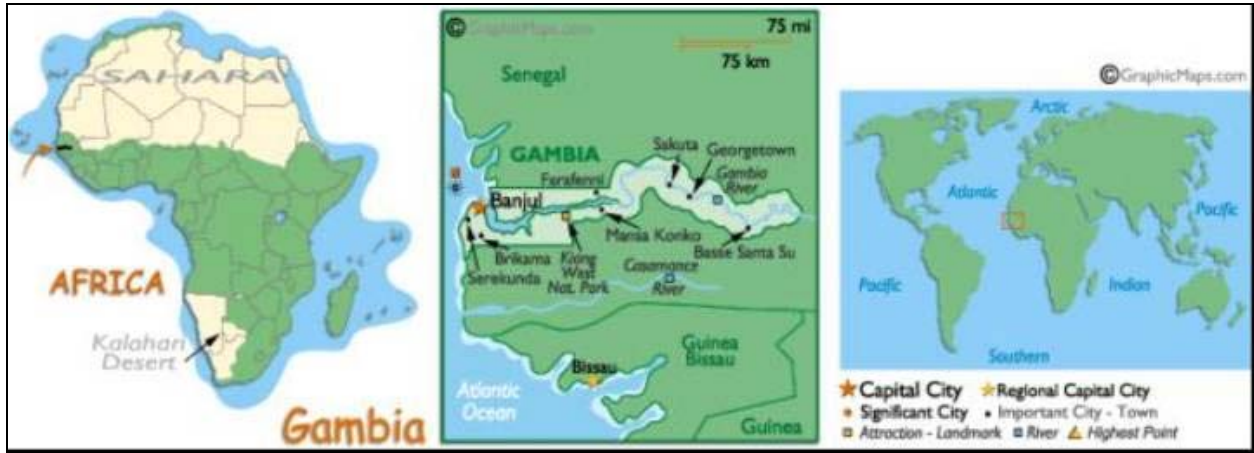 SAHARA
AFRICA
Kalahari
Desert
Gambia
©GraphicMaps.com
75 mi
75 km
Senegal
GAMBIA
Sakuta
Georgetown
Gambia
River
Farafenni
Banjul
Mansa Konko
Basse Santa Su
Brikama
Serekunda
Kiang
West
Nat. Park
Casamance
River
Guinea
Bissau
Bissau
Atlantic
Ocean
Guinea
©GraphicMaps.com
Arctic
Atlantic
Pacific
Pacific
Indian
Southern
Capital City
Regional Capital City
Significant City
Important City - Town
Attraction - Landmark
River
Highest Point